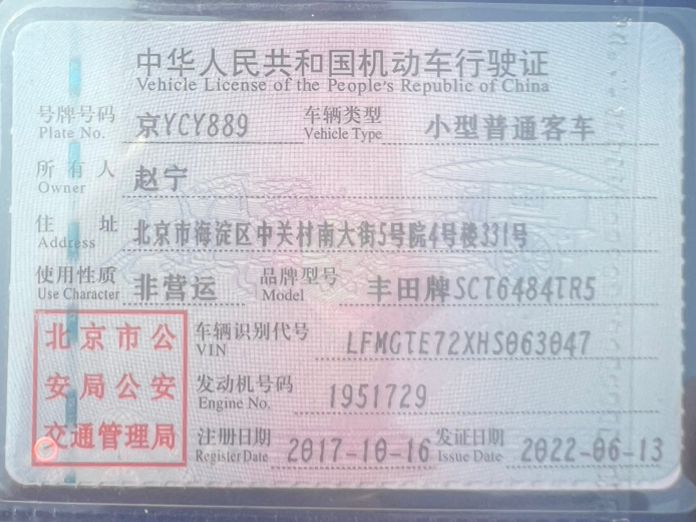 中华人民共和国机动车行驶证
Vehicle License of the People's Republic of China
号牌号码 京YCY889 车辆类型 小型普通客车
Plate No. Vehicle Type
所有人 赵宁
Owner
住址 北京市海淀区中关村南大街5号院4号楼331号
Address
使用性质 非营运 品牌型号 丰田牌SCT6484TR5
Use Character Model
北京市公安局公安交通管理局
车辆识别代号 LFMGTE72XHS063047
VIN
发动机号码 1951729
Engine No.
注册日期 2017-10-16 发证日期 2022-06-13
Register Date Issue Date